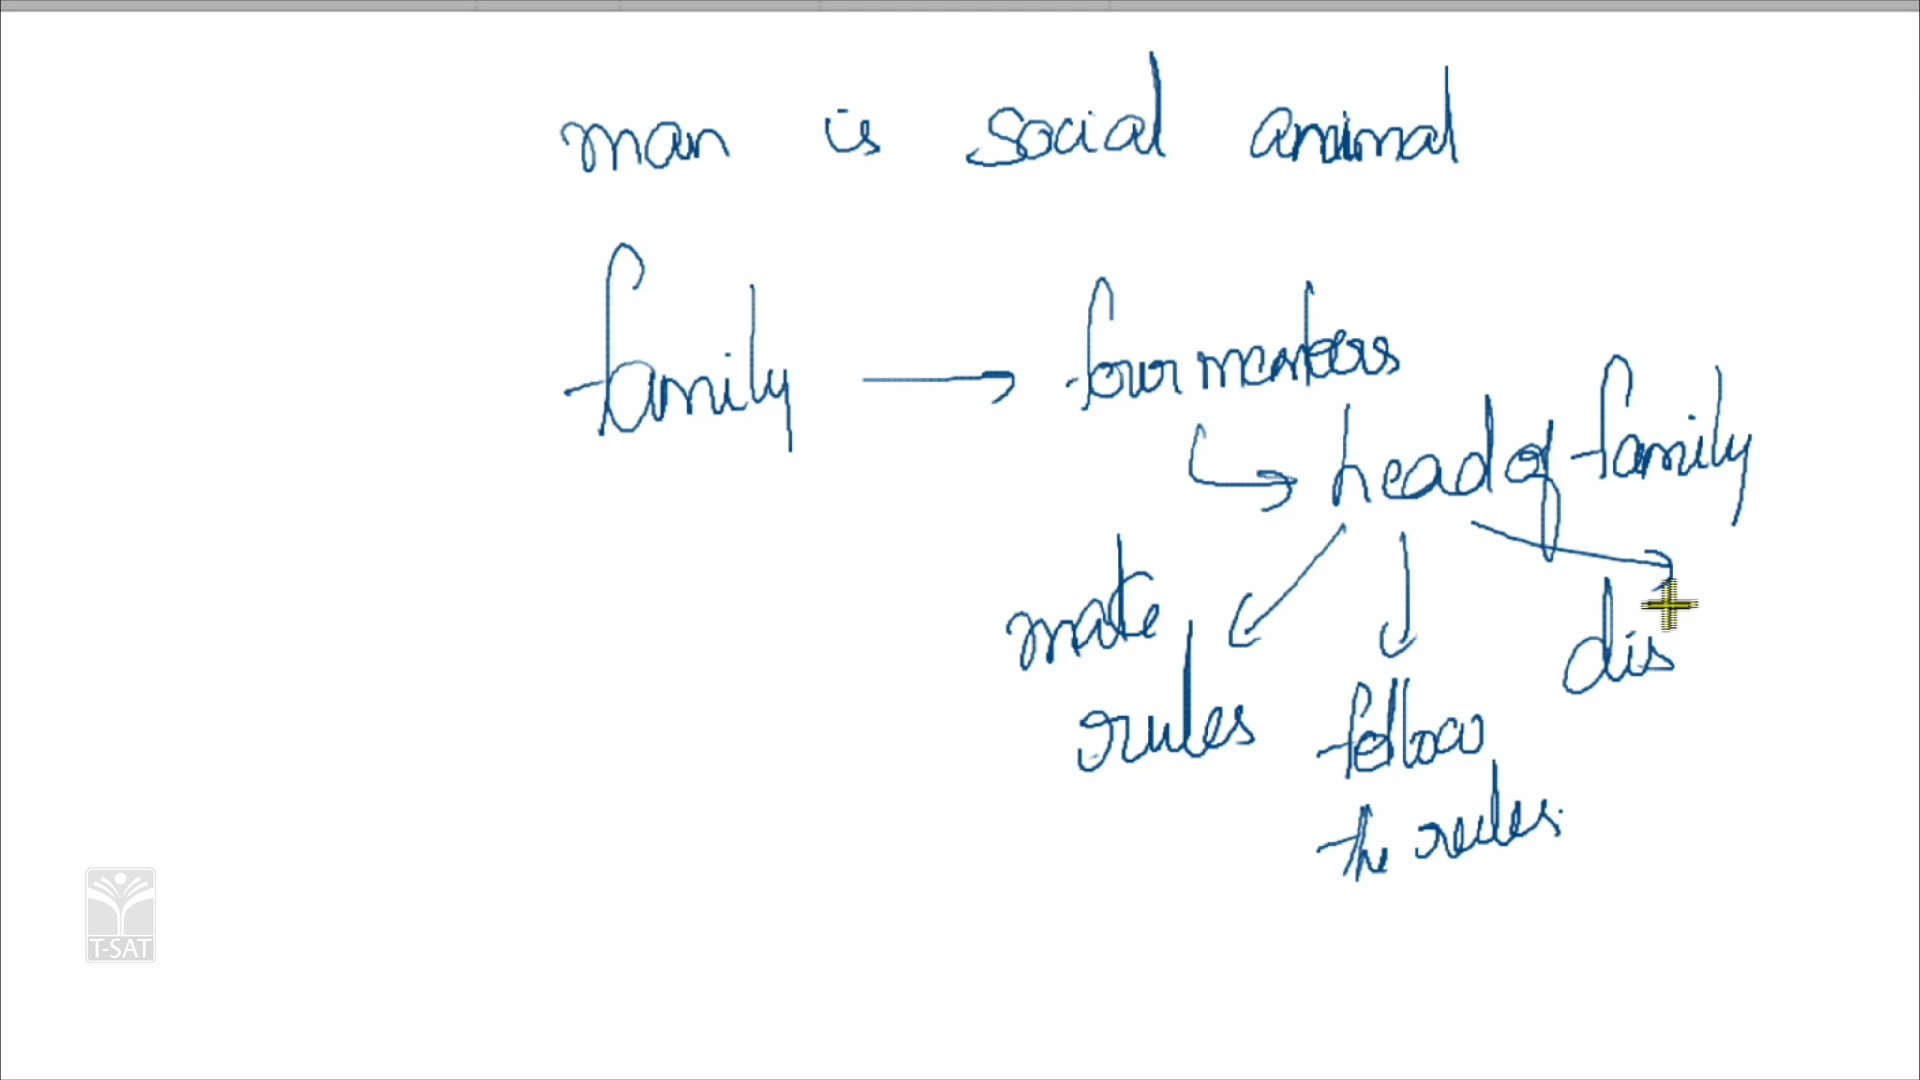 man is social animal
family → four members
↳ head of family
make
rules
follow
the rules.
dis
T-SAT